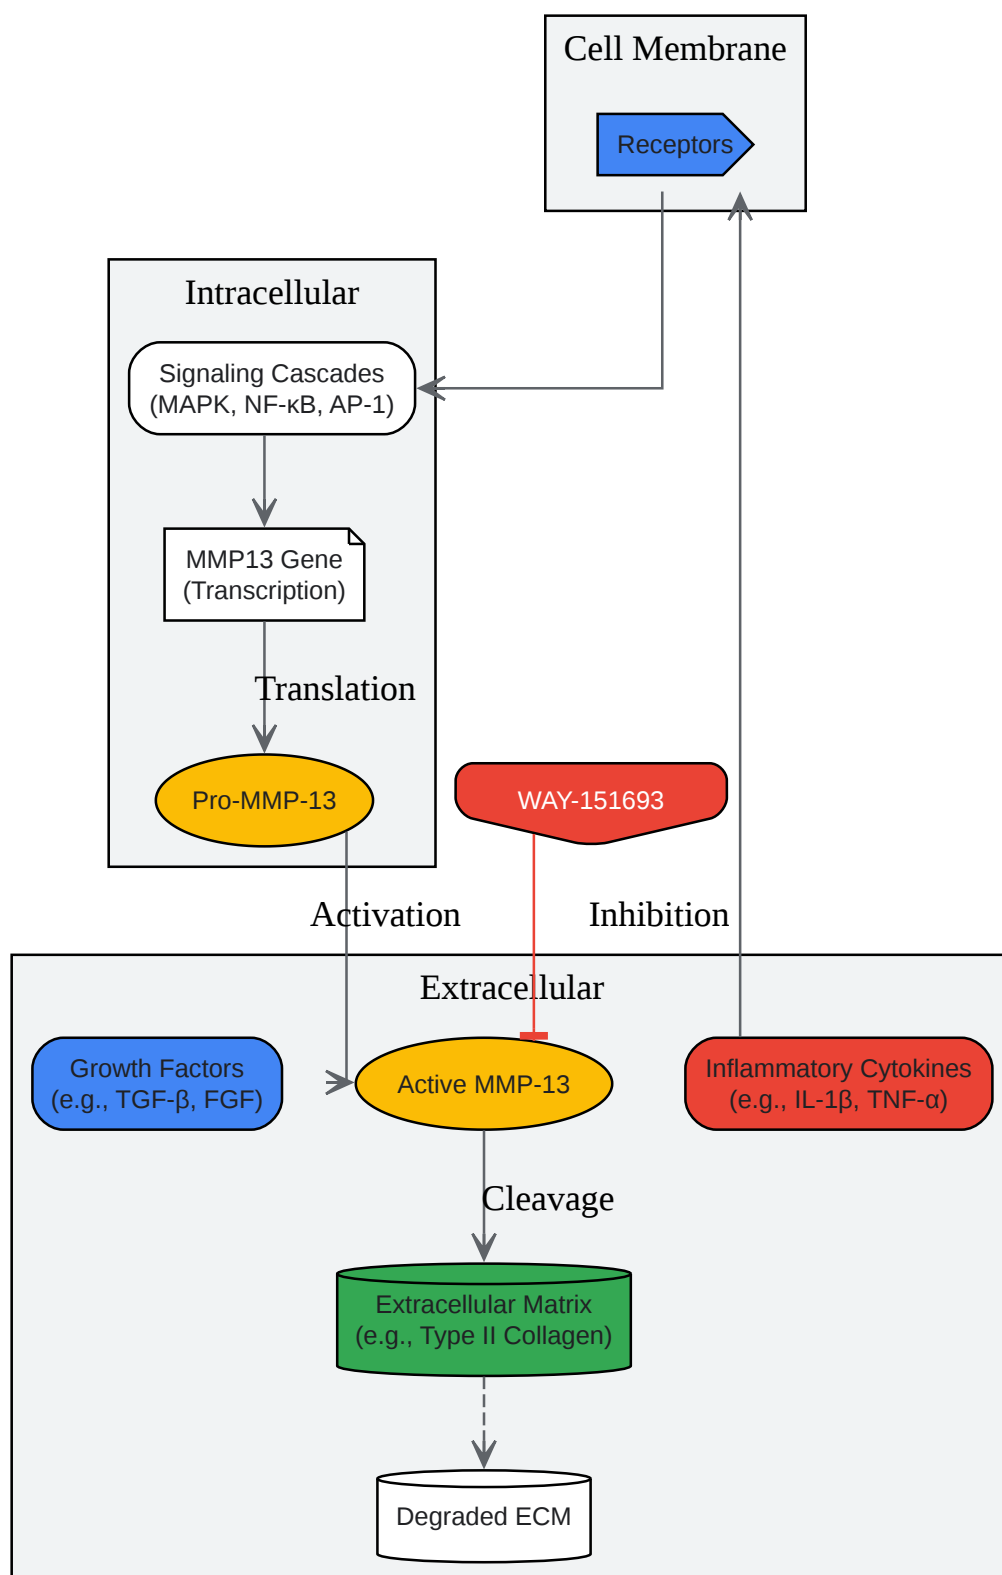 Cell Membrane
Receptors
Intracellular
Signaling Cascades
(MAPK, NF-κB, AP-1)
MMP13 Gene
(Transcription)
Translation
Pro-MMP-13
WAY-151693
Activation
Inhibition
Extracellular
Growth Factors
(e.g., TGF-β, FGF)
Active MMP-13
Inflammatory Cytokines
(e.g., IL-1β, TNF-α)
Cleavage
Extracellular Matrix
(e.g., Type II Collagen)
Degraded ECM